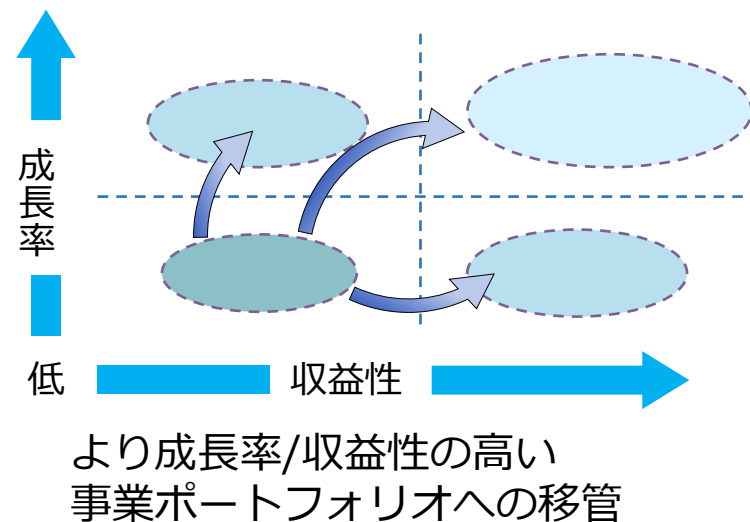 成長率
低
収益性
より成長率/収益性の高い
事業ポートフォリオへの移管